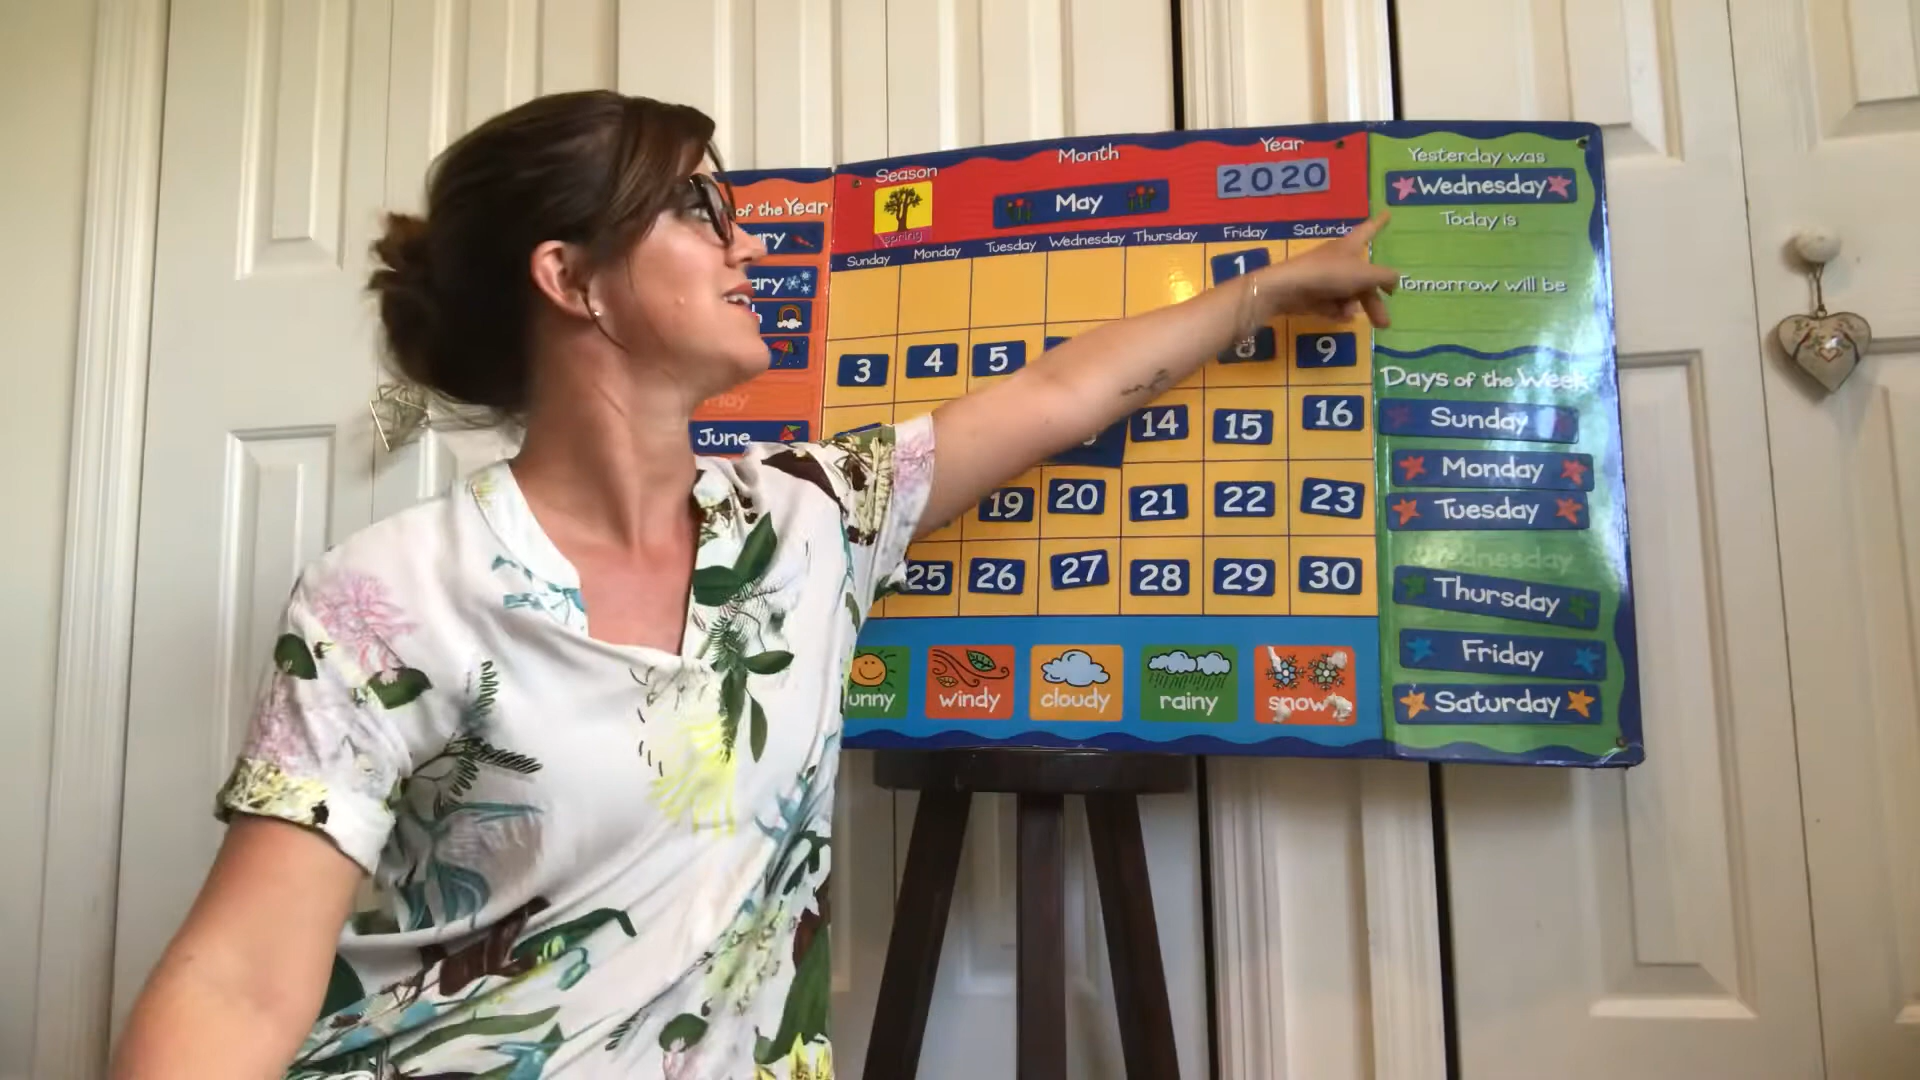 of the Year
ary
ary
June
Season
spring
Month
May
Year
2020
Sunday Monday Tuesday Wednesday Thursday Friday Saturday
1
3 4 5 8 9
14 15 16
19 20 21 22 23
25 26 27 28 29 30
unny windy cloudy rainy snow
Yesterday was
Wednesday
Today is
Tomorrow will be
Days of the Week
Sunday
Monday
Tuesday
Wednesday
Thursday
Friday
Saturday